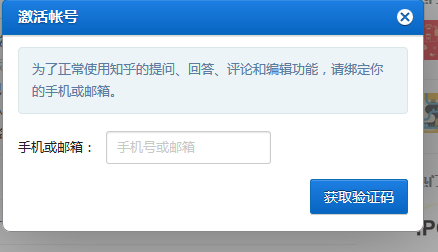 激活帐号
为了正常使用知乎的提问、回答、评论和编辑功能，请绑定你
的手机或邮箱。
手机或邮箱：
手机号或邮箱
获取验证码